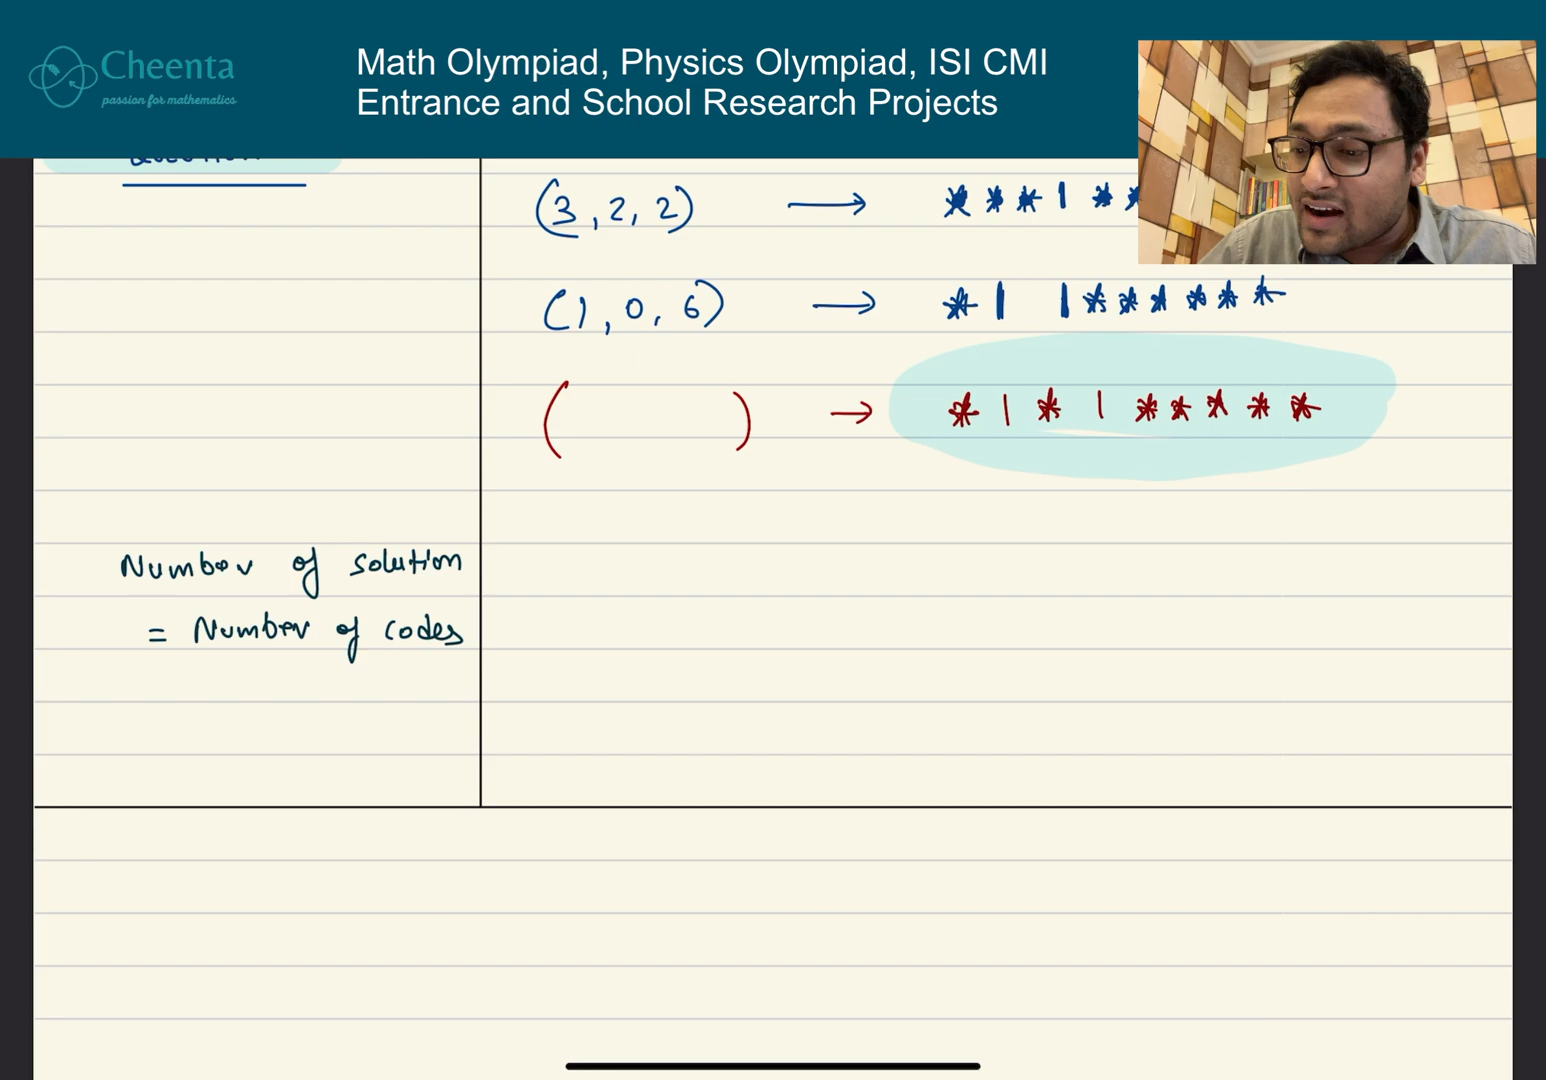 Cheenta
passion for mathematics
Math Olympiad, Physics Olympiad, ISI CMI
Entrance and School Research Projects
(3, 2, 2) → * * * | * *
(1, 0, 6) → * | | * * * * * *
( ) → * | * | * * * * *
Number of solution
= Number of codes